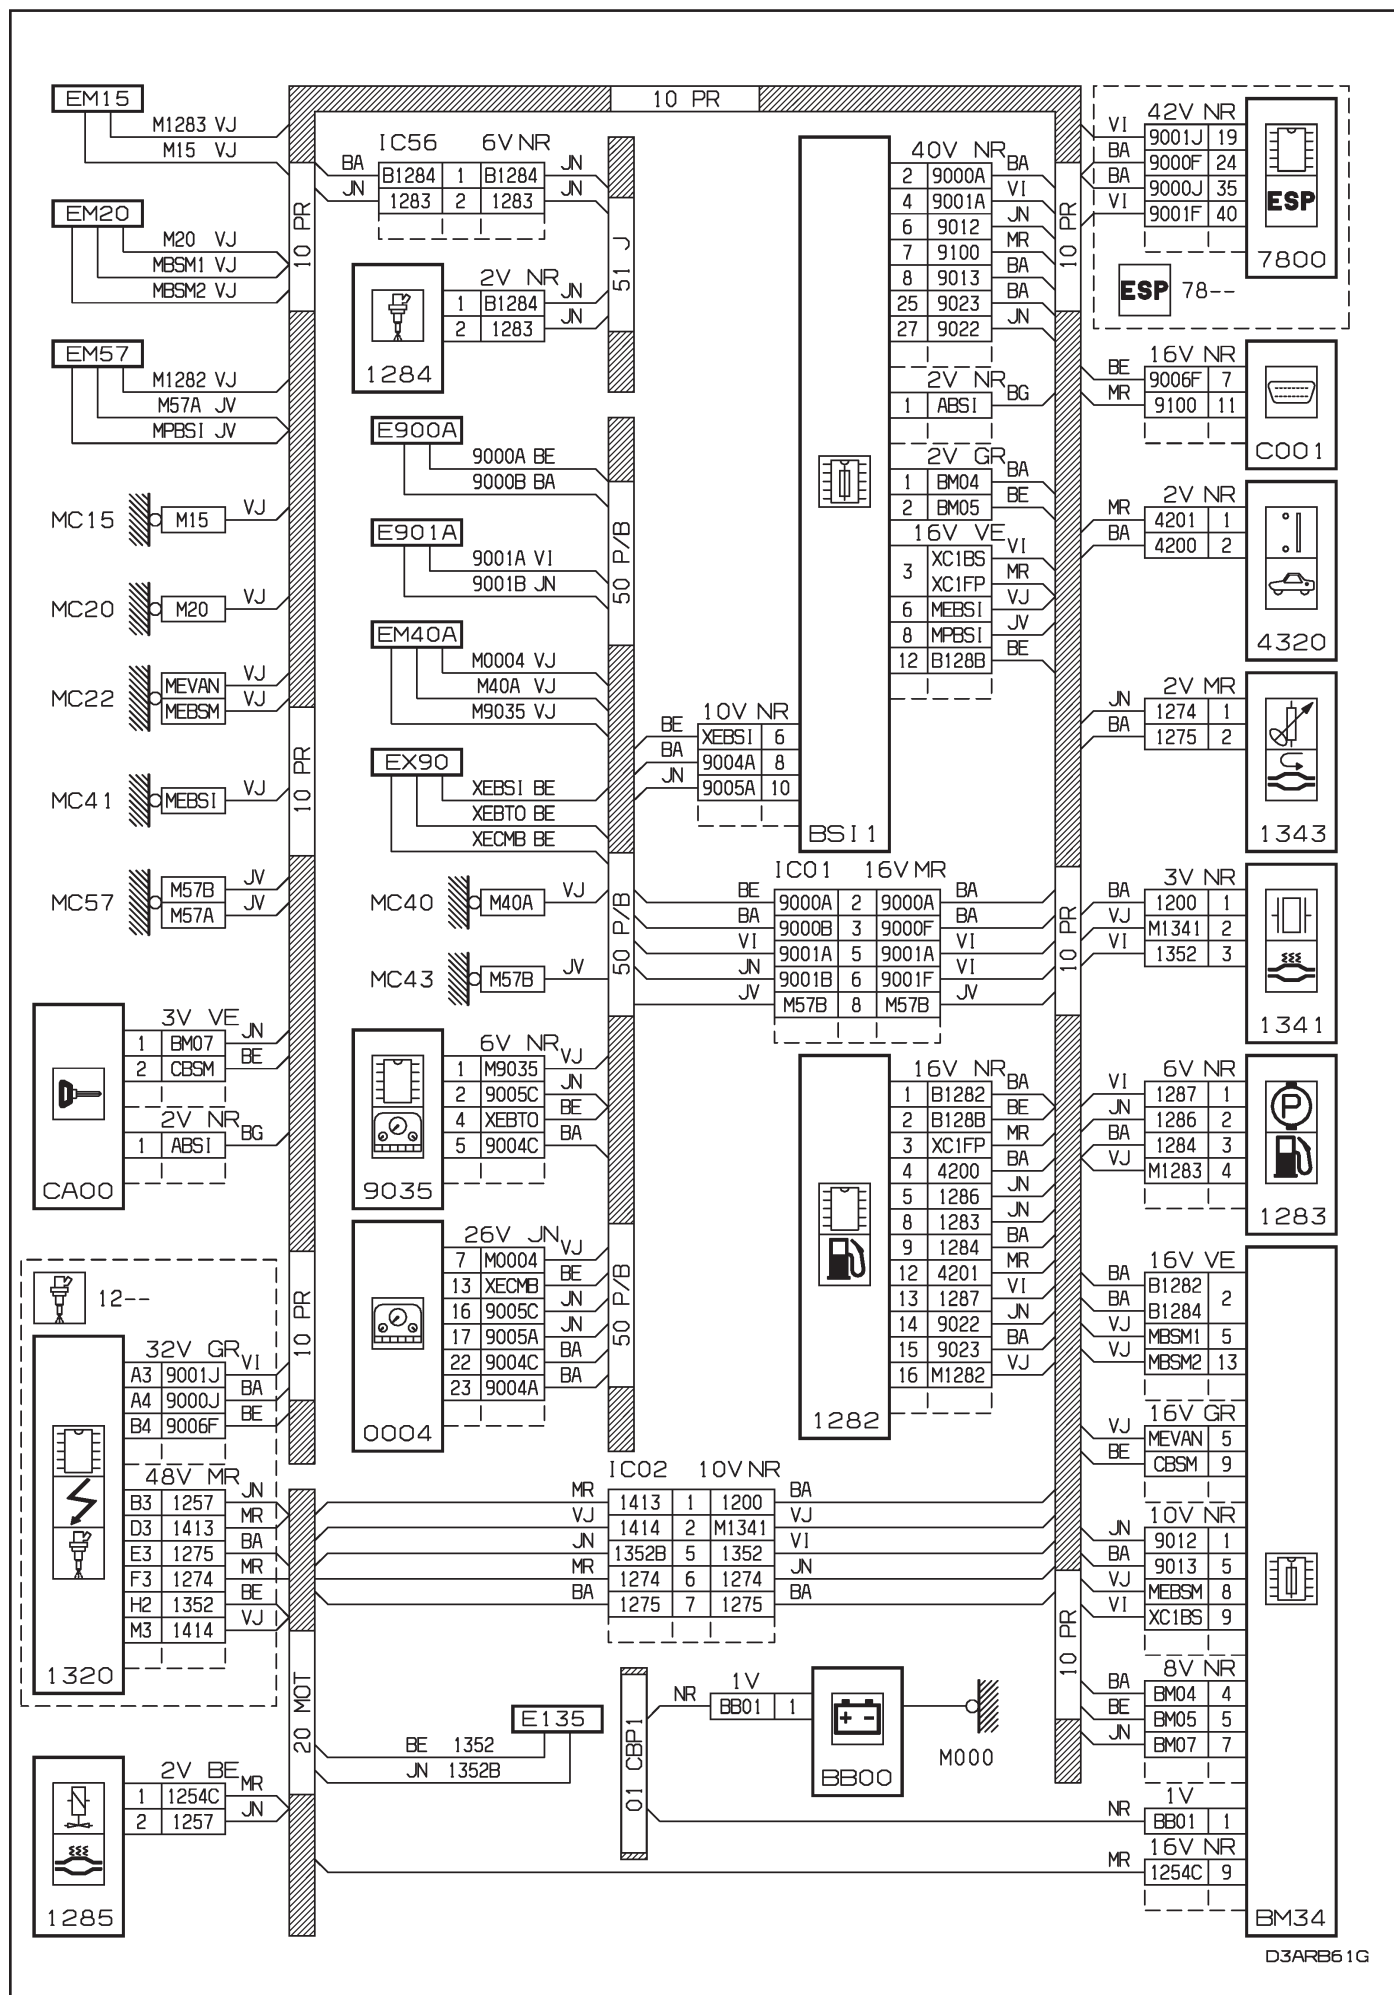 10 PR
EM15
M1283 VJ
M15 VJ
EM20
M20 VJ
MBSM1 VJ
MBSM2 VJ
EM57
M1282 VJ
M57A JV
MPBSI JV
MC15 M15 VJ
MC20 M20 VJ
MC22 MEVAN VJ
MEBSM VJ
MC41 MEBSI VJ
MC57 M57B JV
M57A JV
10 PR
10 PR
10 PR
CA00
3V VE
1 BM07 JN
2 CBSM BE
2V NR
1 ABSI BG
12--
1320
32V GR
A3 9001J VI
A4 9000J BA
B4 9006F BE
48V MR
B3 1257 JN
D3 1413 MR
E3 1275 BA
F3 1274 MR
H2 1352 BE
M3 1414 VJ
1285
2V BE
1 1254C MR
2 1257 JN
20 MOT
IC56 6V NR
BA B1284 1 B1284 JN
JN 1283 2 1283 JN
1284
2V NR
1 B1284 JN
2 1283 JN
51 J
E900A
9000A BE
9000B BA
E901A
9001A VI
9001B JN
EM40A
M0004 VJ
M40A VJ
M9035 VJ
EX90
XEBSI BE
XEBTO BE
XECMB BE
MC40 M40A VJ
MC43 M57B JV
50 P/B
50 P/B
50 P/B
9035
6V NR
1 M9035 VJ
2 9005C JN
4 XEBTO BE
5 9004C BA
0004
26V JN
7 M0004 VJ
13 XECMB BE
16 9005C JN
17 9005A JN
22 9004C BA
23 9004A BA
BSI1
40V NR
2 9000A BA
4 9001A VI
6 9012 JN
7 9100 MR
8 9013 BA
25 9023 BA
27 9022 JN
2V NR
1 ABSI BG
2V GR
1 BM04 BA
2 BM05 BE
16V VE
3 XC1BS VI
XC1FP MR
6 MEBSI VJ
8 MPBSI JV
12 B128B BE
10V NR
BE XEBSI 6
BA 9004A 8
JN 9005A 10
IC01 16V MR
BE 9000A 2 9000A BA
BA 9000B 3 9000F BA
VI 9001A 5 9001A VI
JN 9001B 6 9001F VI
JV M57B 8 M57B JV
1282
16V NR
1 B1282 BA
2 B128B BE
3 XC1FP MR
4 4200 BA
5 1286 JN
8 1283 JN
9 1284 BA
12 4201 MR
13 1287 VI
14 9022 JN
15 9023 BA
16 M1282 VJ
IC02 10V NR
MR 1413 1 1200 BA
VJ 1414 2 M1341 VJ
JN 1352B 5 1352 VI
MR 1274 6 1274 JN
BA 1275 7 1275 BA
E135
BE 1352
JN 1352B
01 CBP1
1V
NR BB01 1
BB00
M000
10 PR
10 PR
10 PR
42V NR
VI 9001J 19
BA 9000F 24
BA 9000J 35
VI 9001F 40
ESP
7800
ESP 78--
16V NR
BE 9006F 7
MR 9100 11
C001
2V NR
MR 4201 1
BA 4200 2
4320
2V MR
JN 1274 1
BA 1275 2
1343
3V NR
BA 1200 1
VJ M1341 2
VI 1352 3
1341
6V NR
VI 1287 1
JN 1286 2
BA 1284 3
VJ M1283 4
P
1283
16V VE
BA B1282 2
BA B1284
VJ MBSM1 5
VJ MBSM2 13
16V GR
VJ MEVAN 5
BE CBSM 9
10V NR
JN 9012 1
BA 9013 5
VJ MEBSM 8
VI XC1BS 9
8V NR
BA BM04 4
BE BM05 5
JN BM07 7
1V
NR BB01 1
16V NR
MR 1254C 9
BM34
D3ARB61G